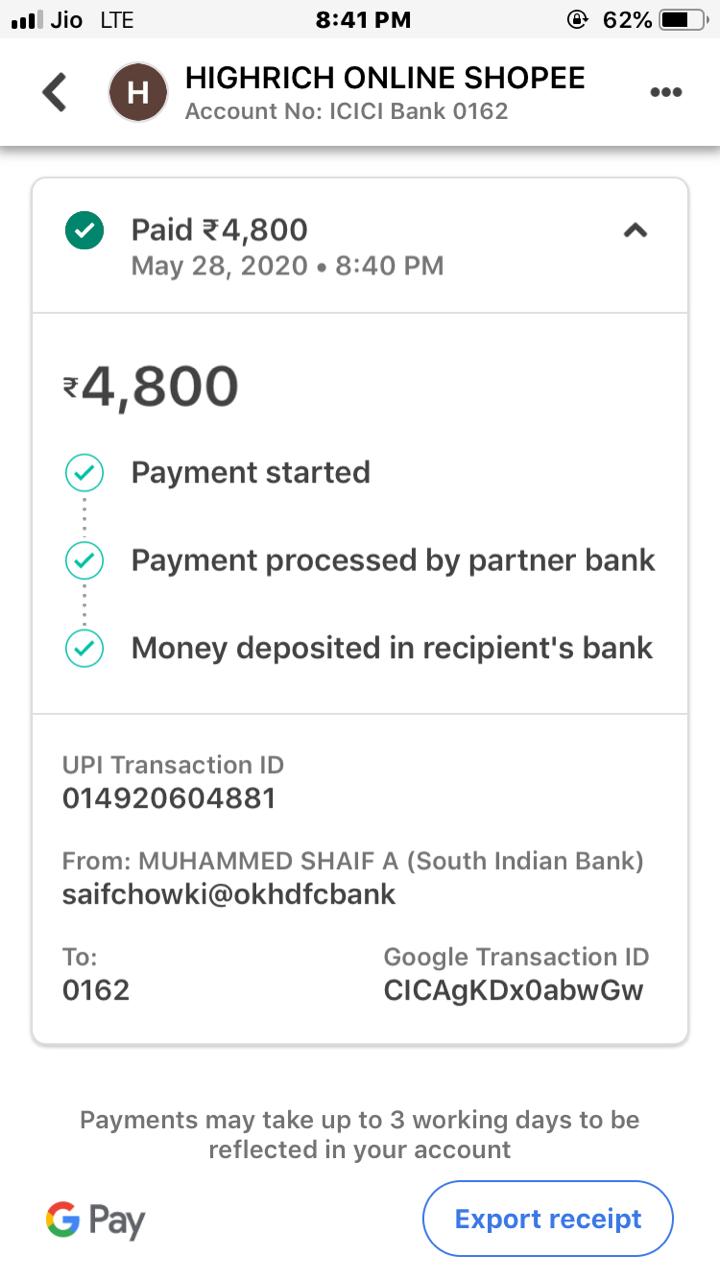 Jio LTE 8:41 PM 62%
H HIGHRICH ONLINE SHOPEE
Account No: ICICI Bank 0162
Paid ₹4,800
May 28, 2020 • 8:40 PM
₹4,800
Payment started
Payment processed by partner bank
Money deposited in recipient's bank
UPI Transaction ID
014920604881
From: MUHAMMED SHAIF A (South Indian Bank)
saifchowki@okhdfcbank
To: Google Transaction ID
0162 CICAgKDx0abwGw
Payments may take up to 3 working days to be
reflected in your account
G Pay Export receipt